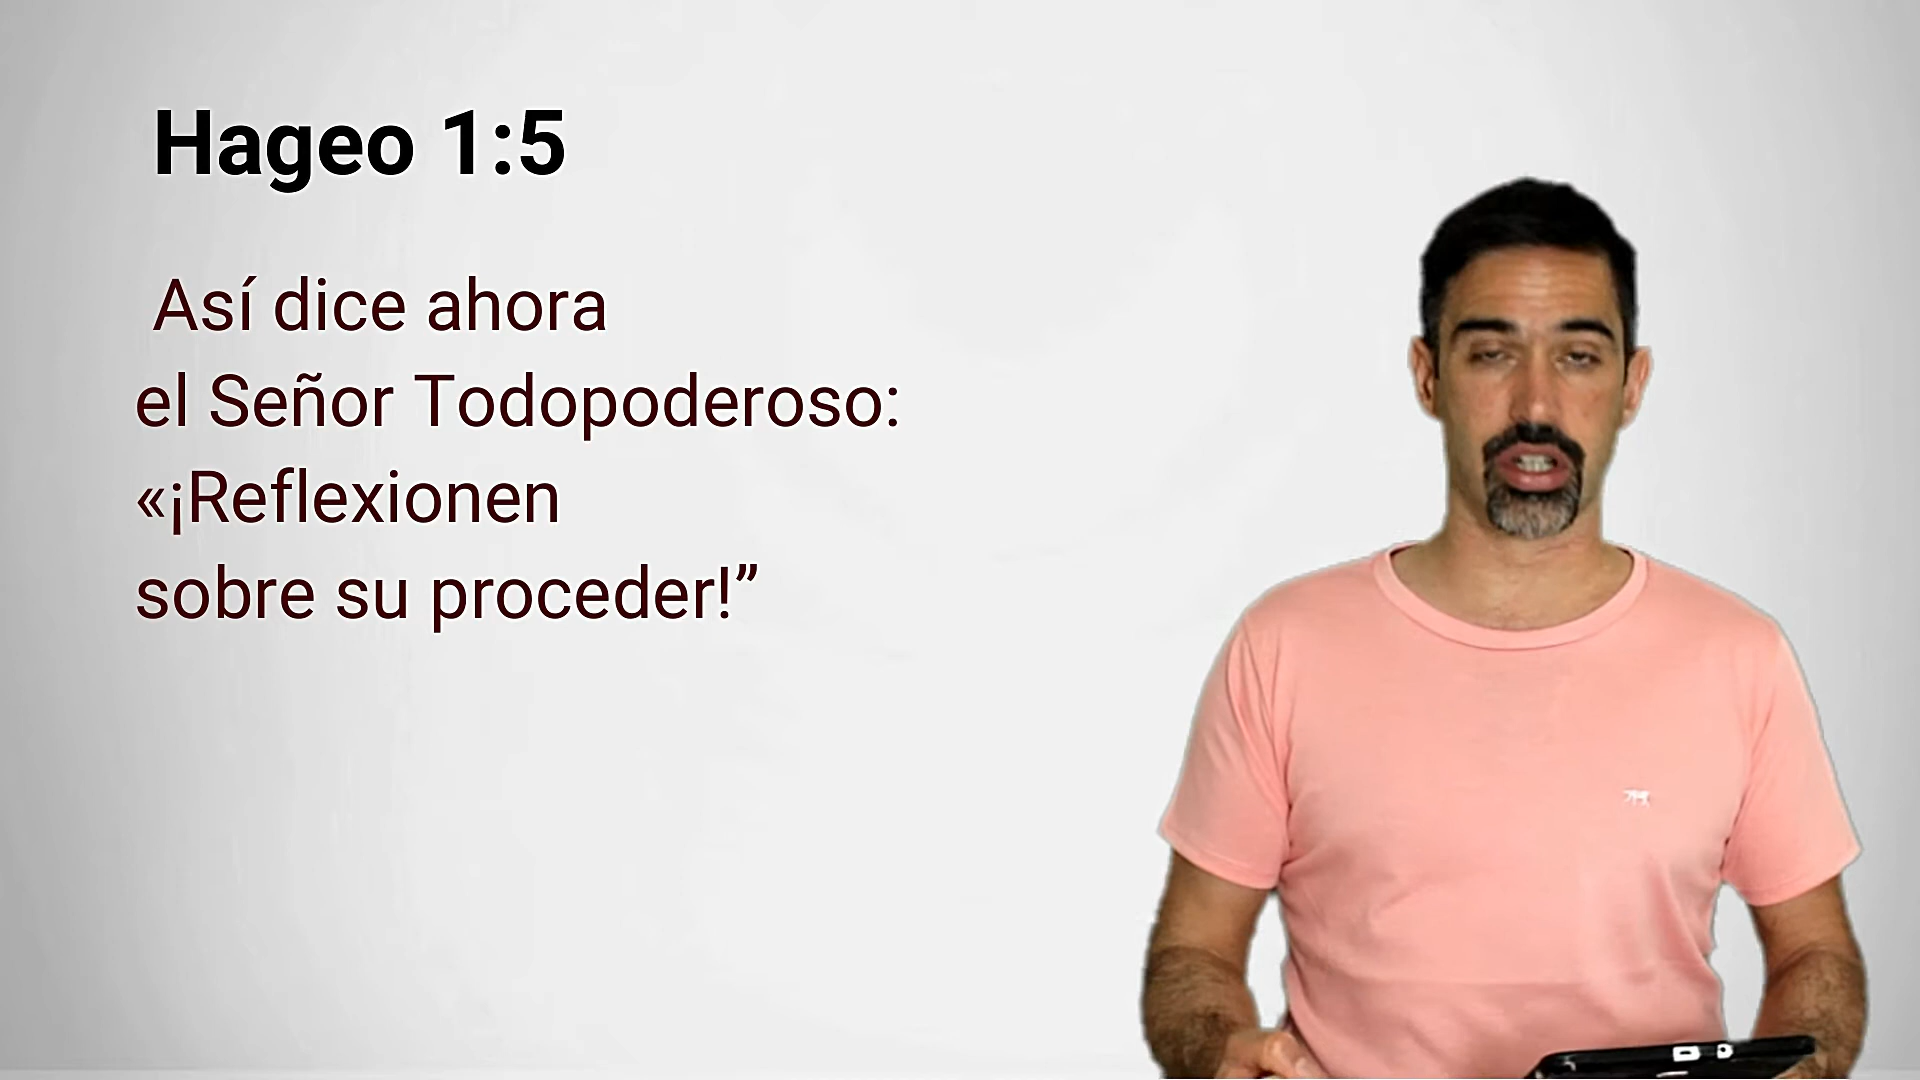 Hageo 1:5
Así dice ahora
el Señor Todopoderoso:
«¡Reflexionen
sobre su proceder!”